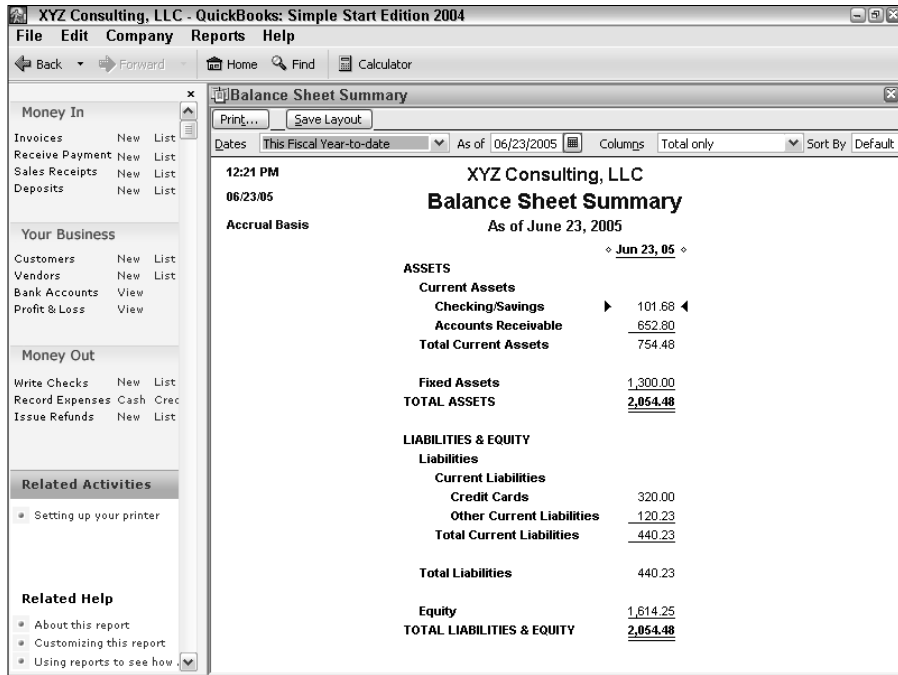 XYZ Consulting, LLC - QuickBooks: Simple Start Edition 2004
File Edit Company Reports Help
Back Forward Home Find Calculator
Money In
Invoices New List
Receive Payment New List
Sales Receipts New List
Deposits New List
Your Business
Customers New List
Vendors New List
Bank Accounts View
Profit & Loss View
Money Out
Write Checks New List
Record Expenses Cash Crec
Issue Refunds New List
Related Activities
Setting up your printer
Related Help
About this report
Customizing this report
Using reports to see how
Balance Sheet Summary
Print... Save Layout
Dates This Fiscal Year-to-date As of 06/23/2005 Columns Total only Sort By Default
12:21 PM
06/23/05
Accrual Basis
XYZ Consulting, LLC
Balance Sheet Summary
As of June 23, 2005
Jun 23, 05
ASSETS
Current Assets
Checking/Savings 101.68
Accounts Receivable 652.80
Total Current Assets 754.48
Fixed Assets 1,300.00
TOTAL ASSETS 2,054.48
LIABILITIES & EQUITY
Liabilities
Current Liabilities
Credit Cards 320.00
Other Current Liabilities 120.23
Total Current Liabilities 440.23
Total Liabilities 440.23
Equity 1,614.25
TOTAL LIABILITIES & EQUITY 2,054.48